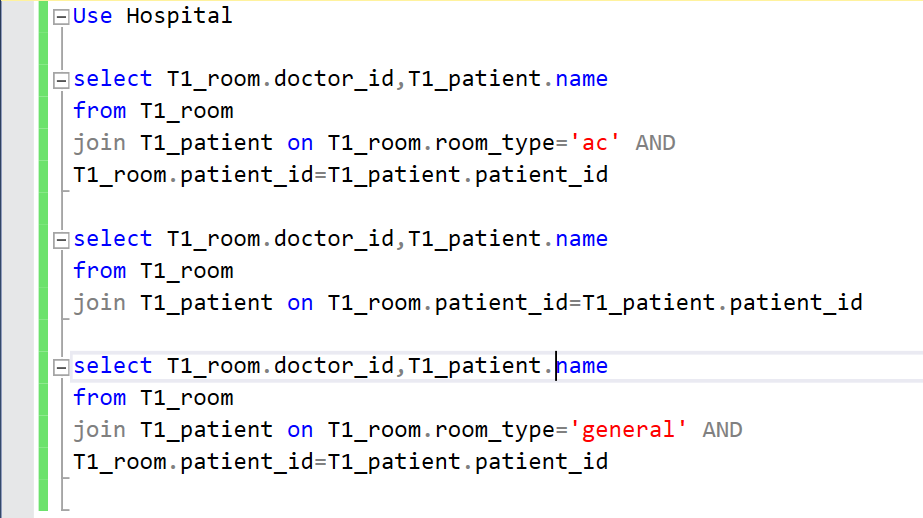 Use Hospital
select T1_room.doctor_id,T1_patient.name
from T1_room
join T1_patient on T1_room.room_type='ac' AND
T1_room.patient_id=T1_patient.patient_id
select T1_room.doctor_id,T1_patient.name
from T1_room
join T1_patient on T1_room.patient_id=T1_patient.patient_id
select T1_room.doctor_id,T1_patient.name
from T1_room
join T1_patient on T1_room.room_type='general' AND
T1_room.patient_id=T1_patient.patient_id